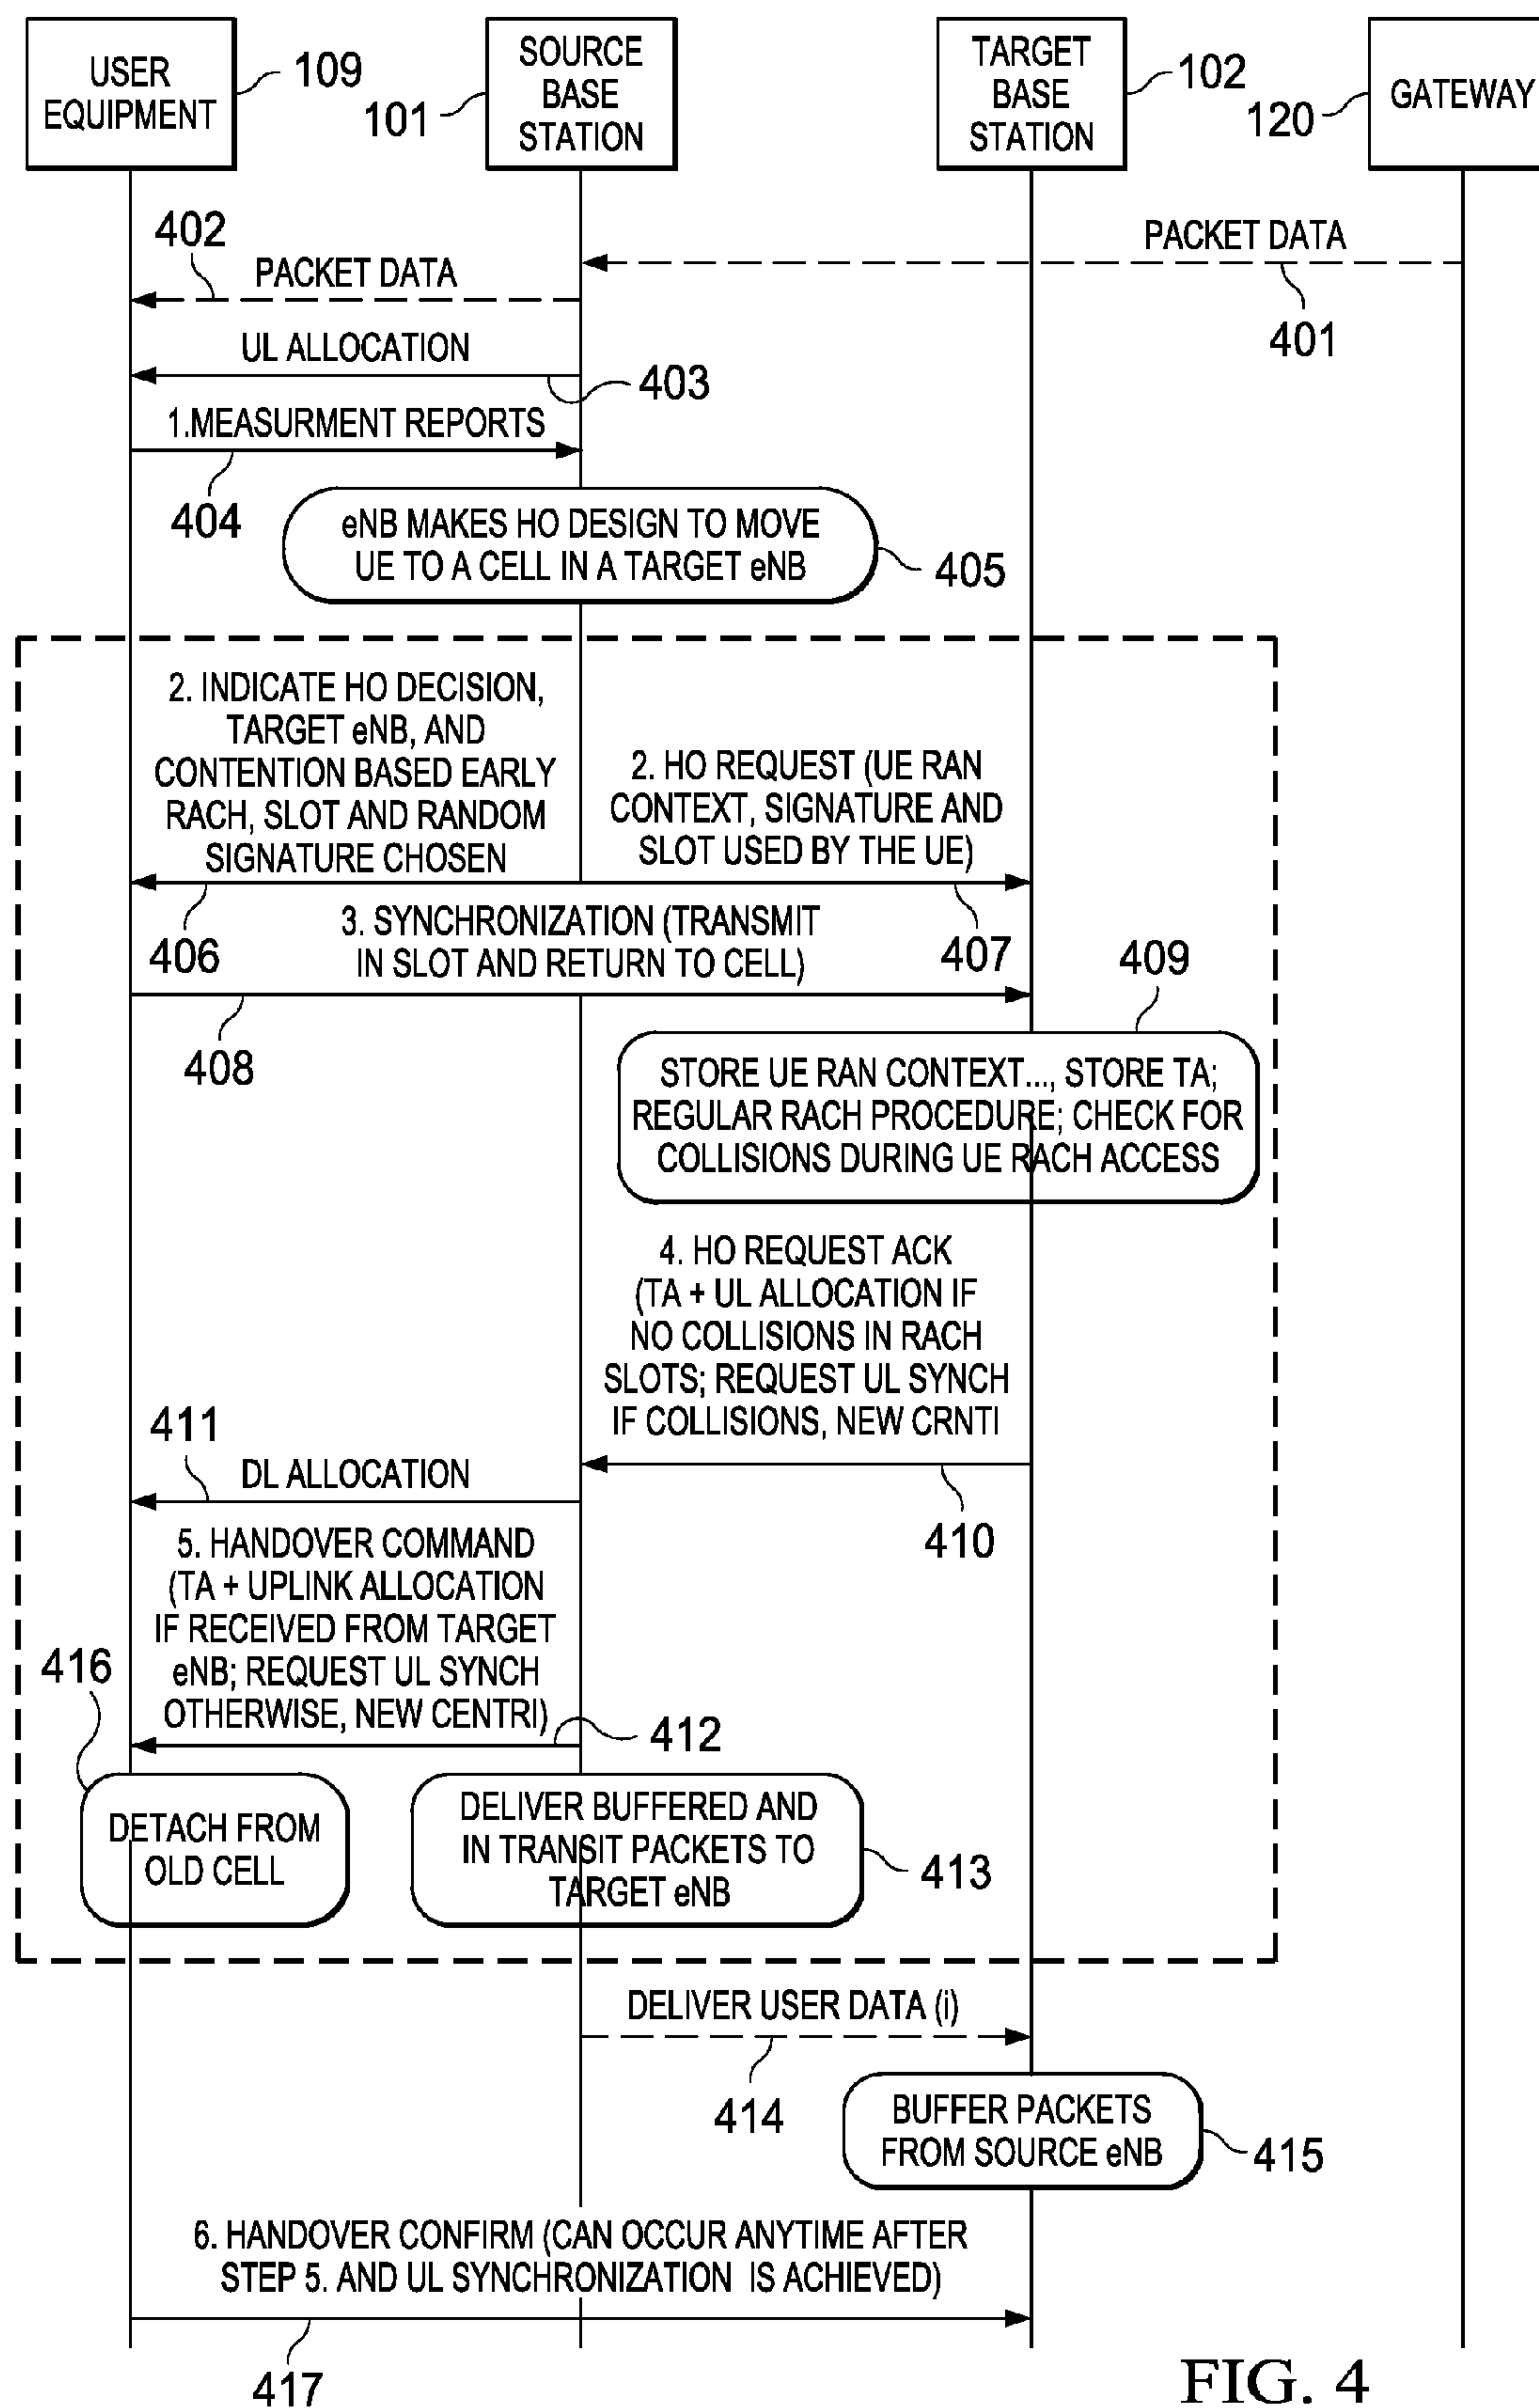 USER
EQUIPMENT
109
SOURCE
BASE
STATION
101
TARGET
BASE
STATION
102
GATEWAY
120
PACKET DATA
401
402
PACKET DATA
UL ALLOCATION
403
1.MEASURMENT REPORTS
404
eNB MAKES HO DESIGN TO MOVE
UE TO A CELL IN A TARGET eNB
405
2. INDICATE HO DECISION,
TARGET eNB, AND
CONTENTION BASED EARLY
RACH, SLOT AND RANDOM
SIGNATURE CHOSEN
406
2. HO REQUEST (UE RAN
CONTEXT, SIGNATURE AND
SLOT USED BY THE UE)
407
3. SYNCHRONIZATION (TRANSMIT
IN SLOT AND RETURN TO CELL)
408
409
STORE UE RAN CONTEXT..., STORE TA;
REGULAR RACH PROCEDURE; CHECK FOR
COLLISIONS DURING UE RACH ACCESS
4. HO REQUEST ACK
(TA + UL ALLOCATION IF
NO COLLISIONS IN RACH
SLOTS; REQUEST UL SYNCH
IF COLLISIONS, NEW CRNTI
410
411
DL ALLOCATION
5. HANDOVER COMMAND
(TA + UPLINK ALLOCATION
IF RECEIVED FROM TARGET
eNB; REQUEST UL SYNCH
OTHERWISE, NEW CENTRI)
412
416
DETACH FROM
OLD CELL
DELIVER BUFFERED AND
IN TRANSIT PACKETS TO
TARGET eNB
413
DELIVER USER DATA (i)
414
BUFFER PACKETS
FROM SOURCE eNB
415
6. HANDOVER CONFIRM (CAN OCCUR ANYTIME AFTER
STEP 5. AND UL SYNCHRONIZATION IS ACHIEVED)
417
FIG. 4